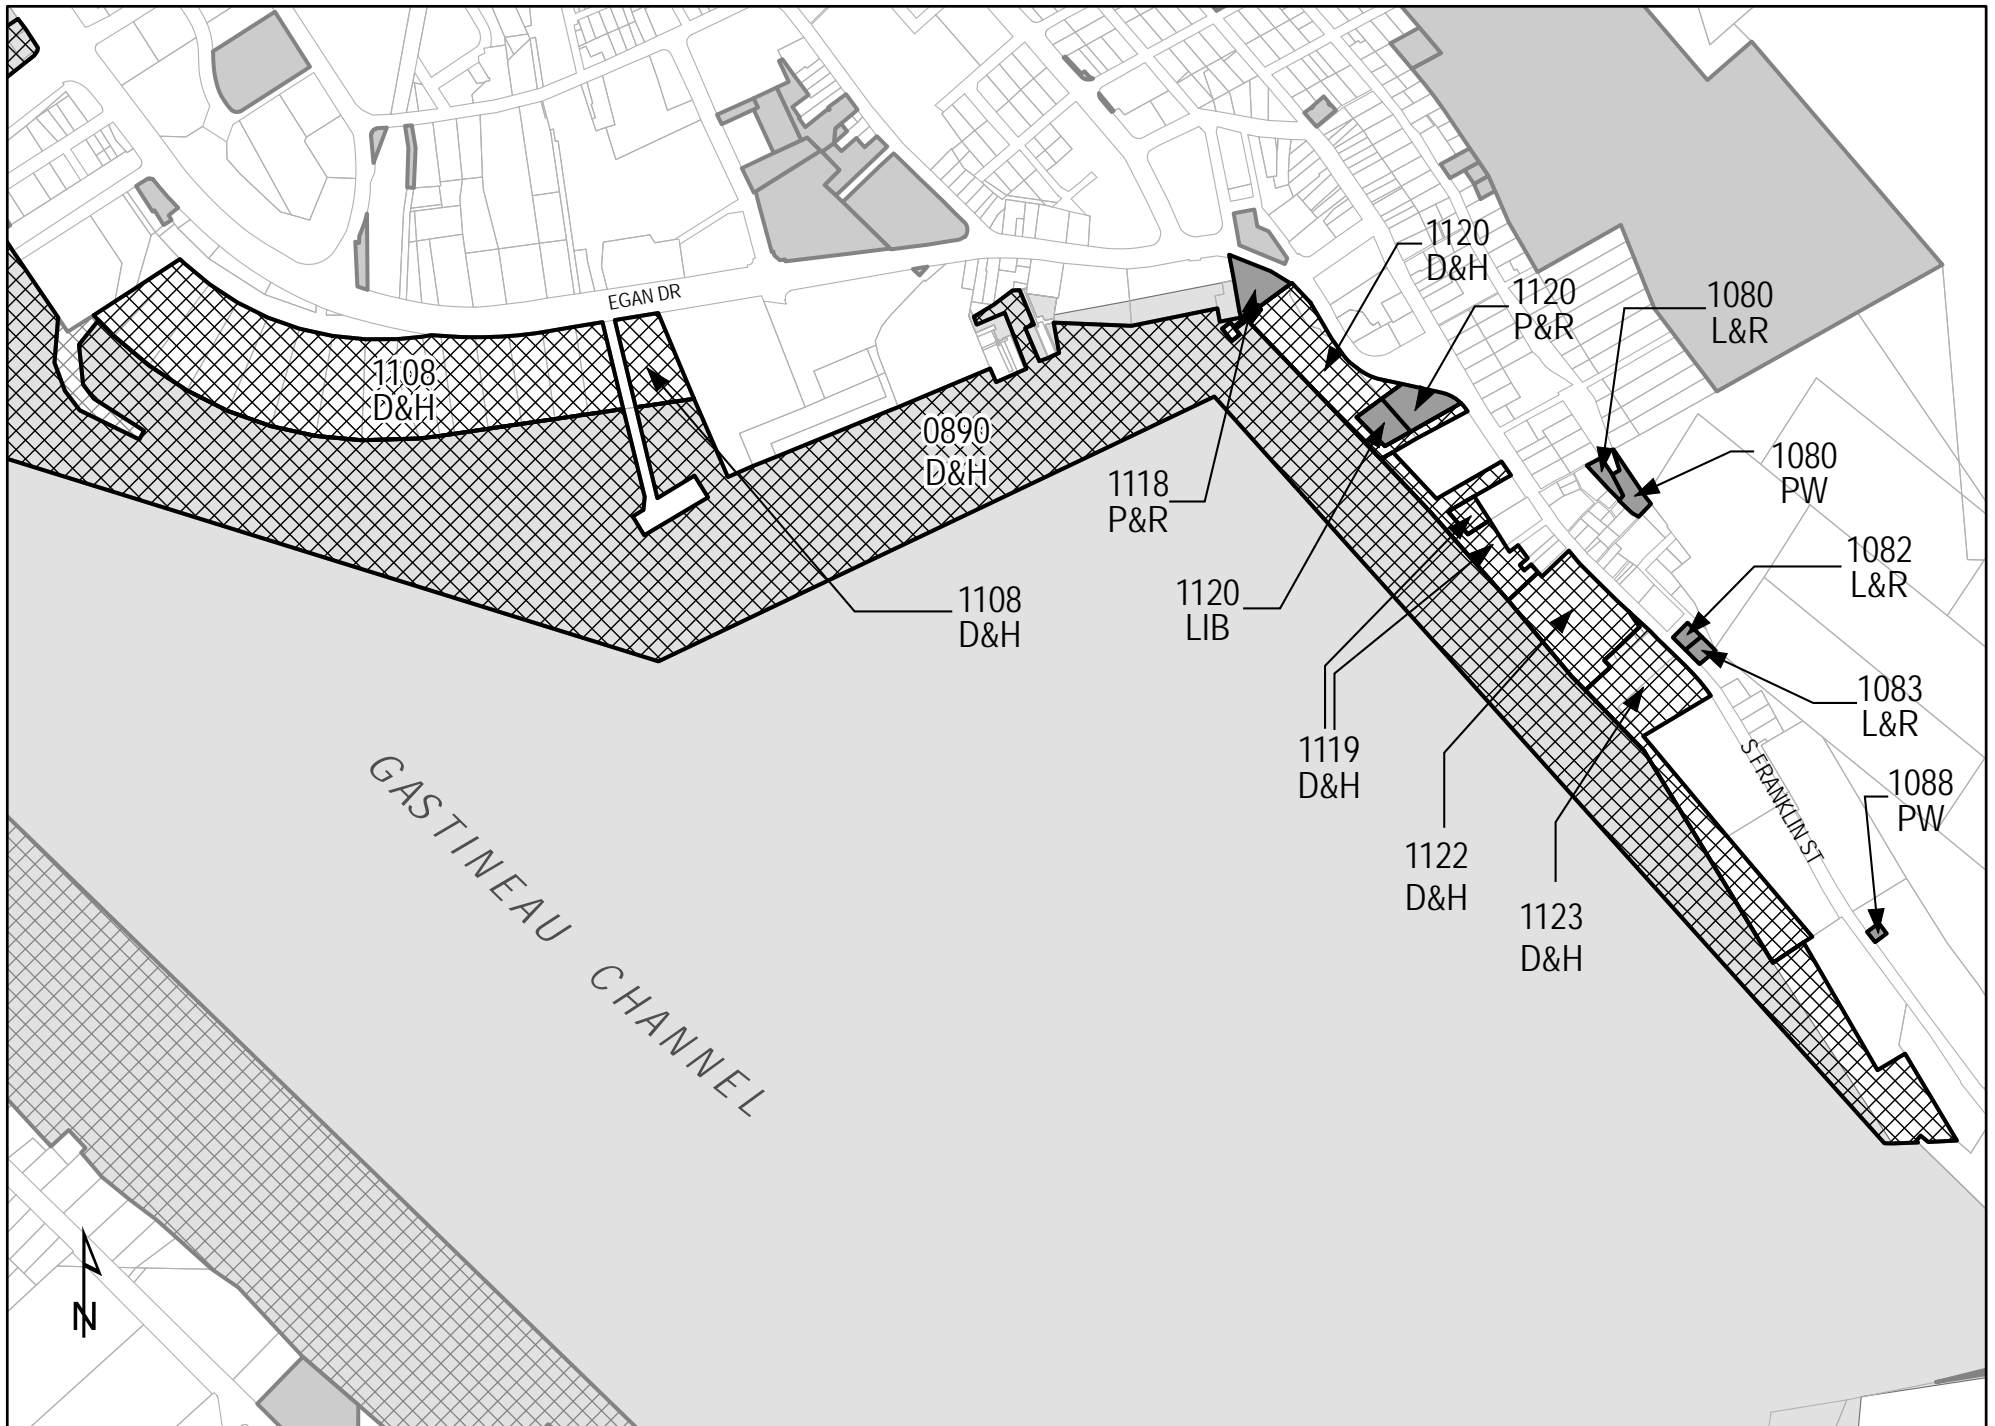 1120
D&H
1120
P&R
1080
L&R
EGAN DR
1108
D&H
0890
D&H
1080
PW
1118
P&R
1082
L&R
1108
D&H
1120
LIB
1083
L&R
1119
D&H
S FRANKLIN ST
1088
PW
1122
D&H
1123
D&H
GASTINEAU CHANNEL
N